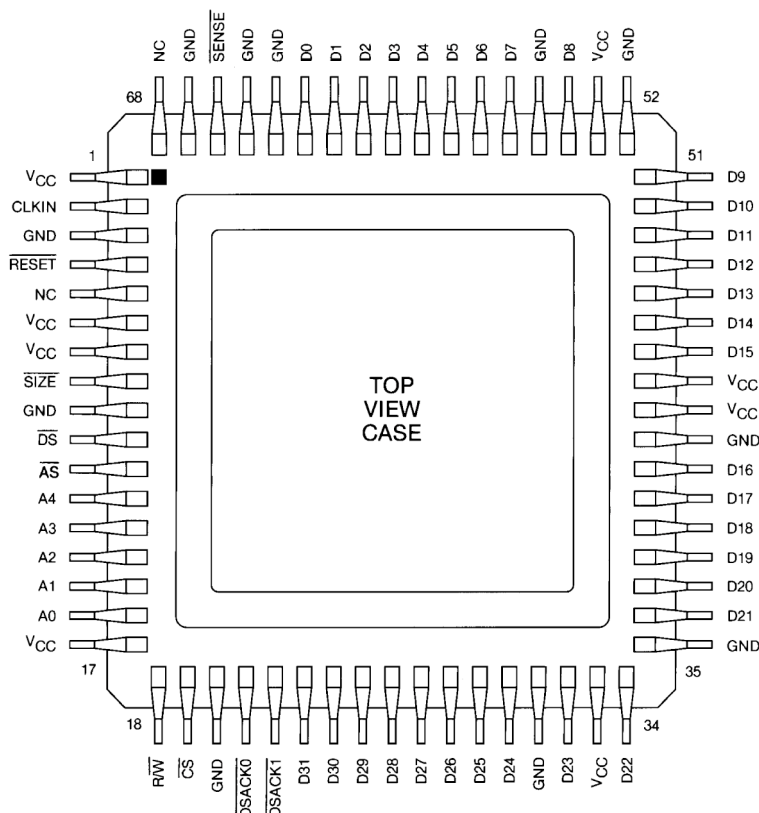 NC
GND
SENSE
GND
GND
D0
D1
D2
D3
D4
D5
D6
D7
GND
D8
VCC
GND
68
52
1
51
VCC
CLKIN
GND
RESET
NC
VCC
VCC
SIZE
GND
DS
AS
A4
A3
A2
A1
A0
VCC
TOP
VIEW
CASE
D9
D10
D11
D12
D13
D14
D15
VCC
VCC
GND
D16
D17
D18
D19
D20
D21
GND
17
35
18
34
R/W
CS
GND
DSACK0
DSACK1
D31
D30
D29
D28
D27
D26
D25
D24
GND
D23
VCC
D22